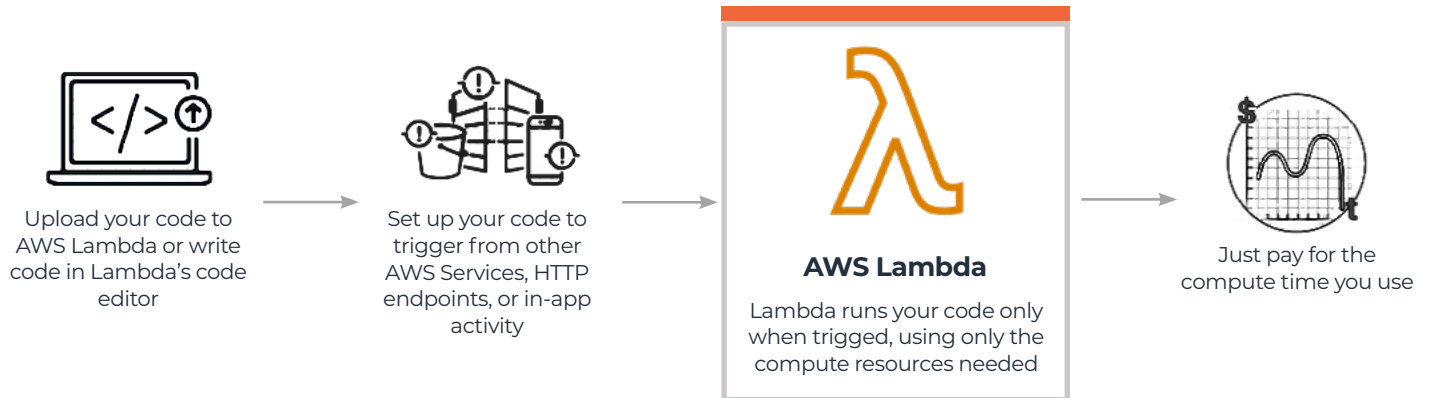 </>
Upload your code to
AWS Lambda or write
code in Lambda’s code
editor
Set up your code to
trigger from other
AWS Services, HTTP
endpoints, or in-app
activity
λ
AWS Lambda
Lambda runs your code only
when trigged, using only the
compute resources needed
$
t
Just pay for the
compute time you use